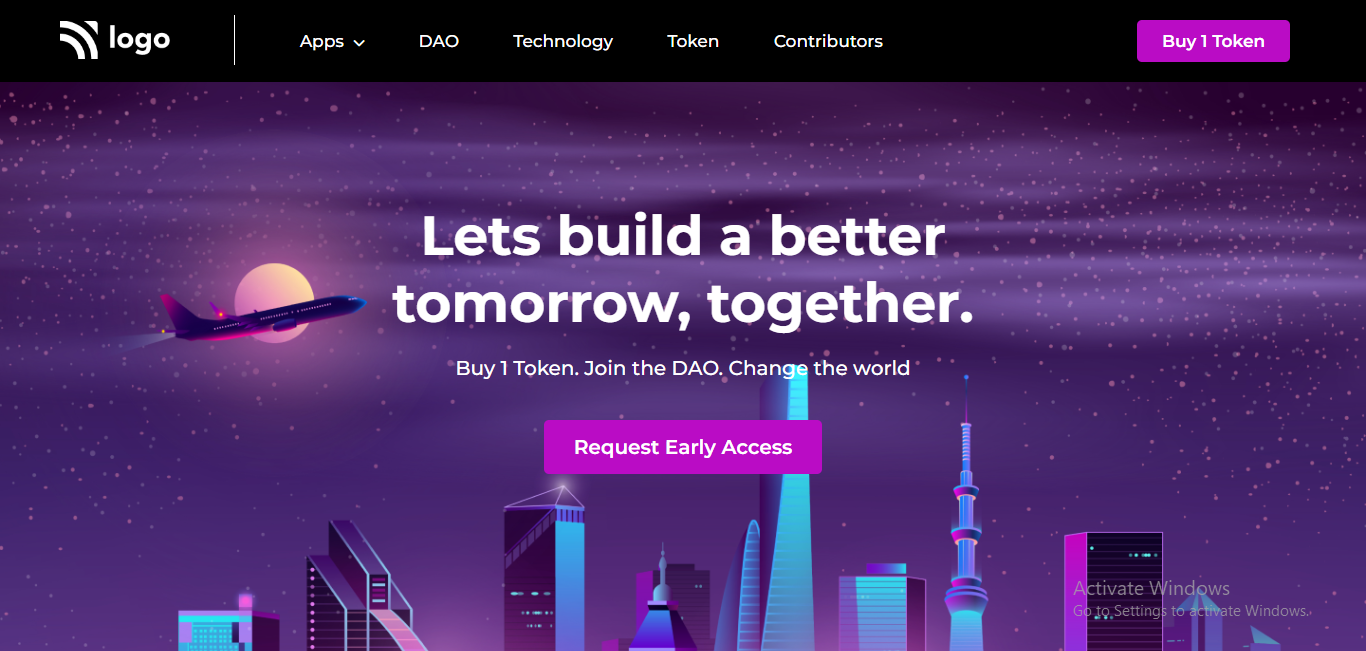 logo
Apps
DAO
Technology
Token
Contributors
Buy 1 Token
Lets build a better
tomorrow, together.
Buy 1 Token. Join the DAO. Change the world
Request Early Access
Activate Windows
Go to Settings to activate Windows.